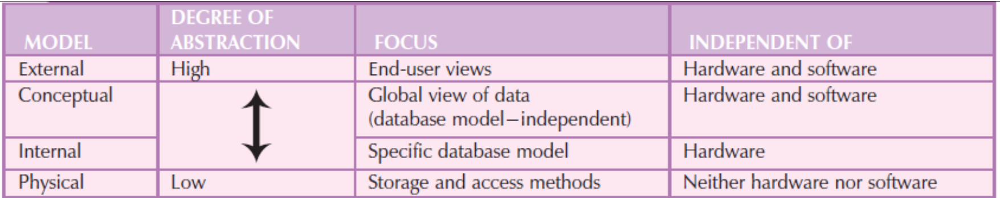 MODEL DEGREE OF ABSTRACTION FOCUS INDEPENDENT OF
External High End-user views Hardware and software
Conceptual Global view of data Hardware and software
(database model–independent)
Internal Specific database model Hardware
Physical Low Storage and access methods Neither hardware nor software